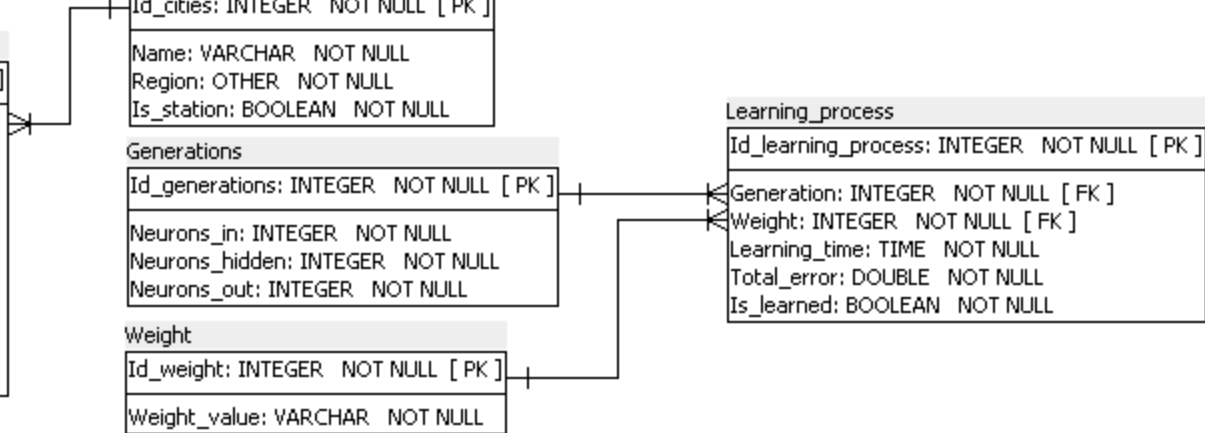 Id_cities: INTEGER NOT NULL [ PK ]
Name: VARCHAR NOT NULL
Region: OTHER NOT NULL
Is_station: BOOLEAN NOT NULL
Generations
Id_generations: INTEGER NOT NULL [ PK ]
Neurons_in: INTEGER NOT NULL
Neurons_hidden: INTEGER NOT NULL
Neurons_out: INTEGER NOT NULL
Weight
Id_weight: INTEGER NOT NULL [ PK ]
Weight_value: VARCHAR NOT NULL
Learning_process
Id_learning_process: INTEGER NOT NULL [ PK ]
Generation: INTEGER NOT NULL [ FK ]
Weight: INTEGER NOT NULL [ FK ]
Learning_time: TIME NOT NULL
Total_error: DOUBLE NOT NULL
Is_learned: BOOLEAN NOT NULL